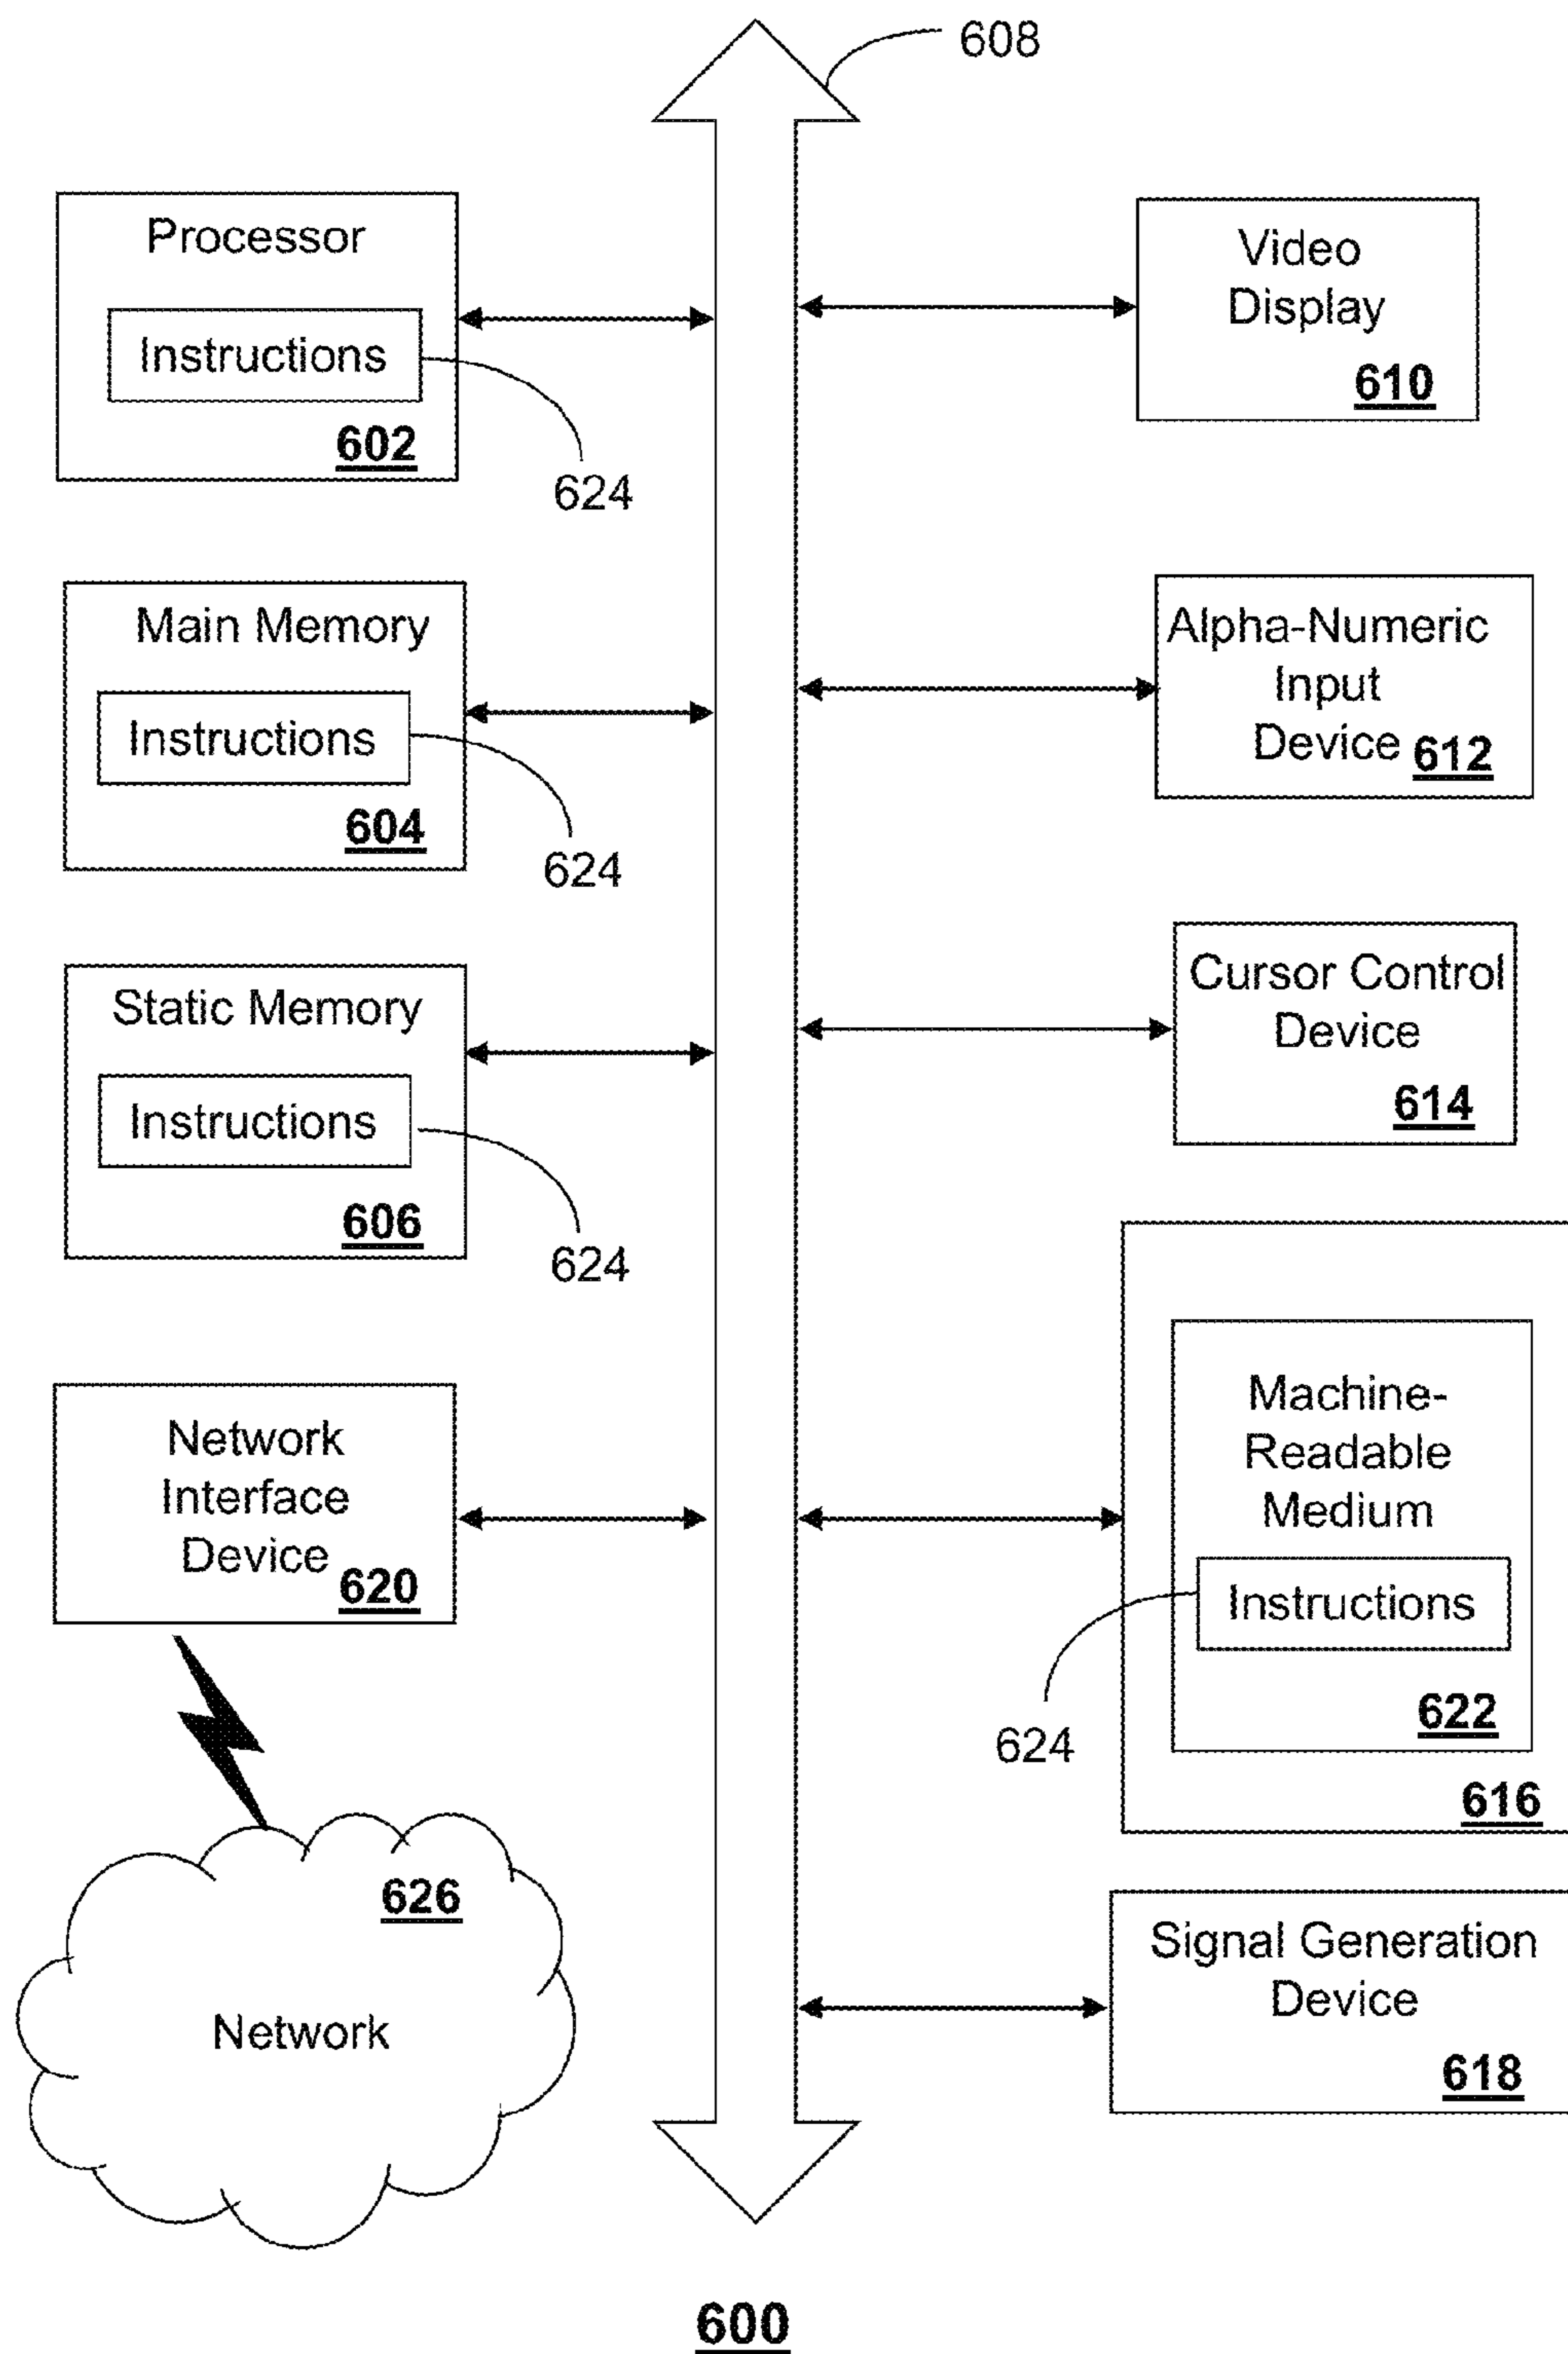 608
Processor
Instructions
602
624
Main Memory
Instructions
604
624
Static Memory
Instructions
606
624
Network
Interface
Device
620
626
Network
Video
Display
610
Alpha-Numeric
Input
Device 612
Cursor Control
Device
614
Machine-
Readable
Medium
Instructions
624
622
616
Signal Generation
Device
618
600